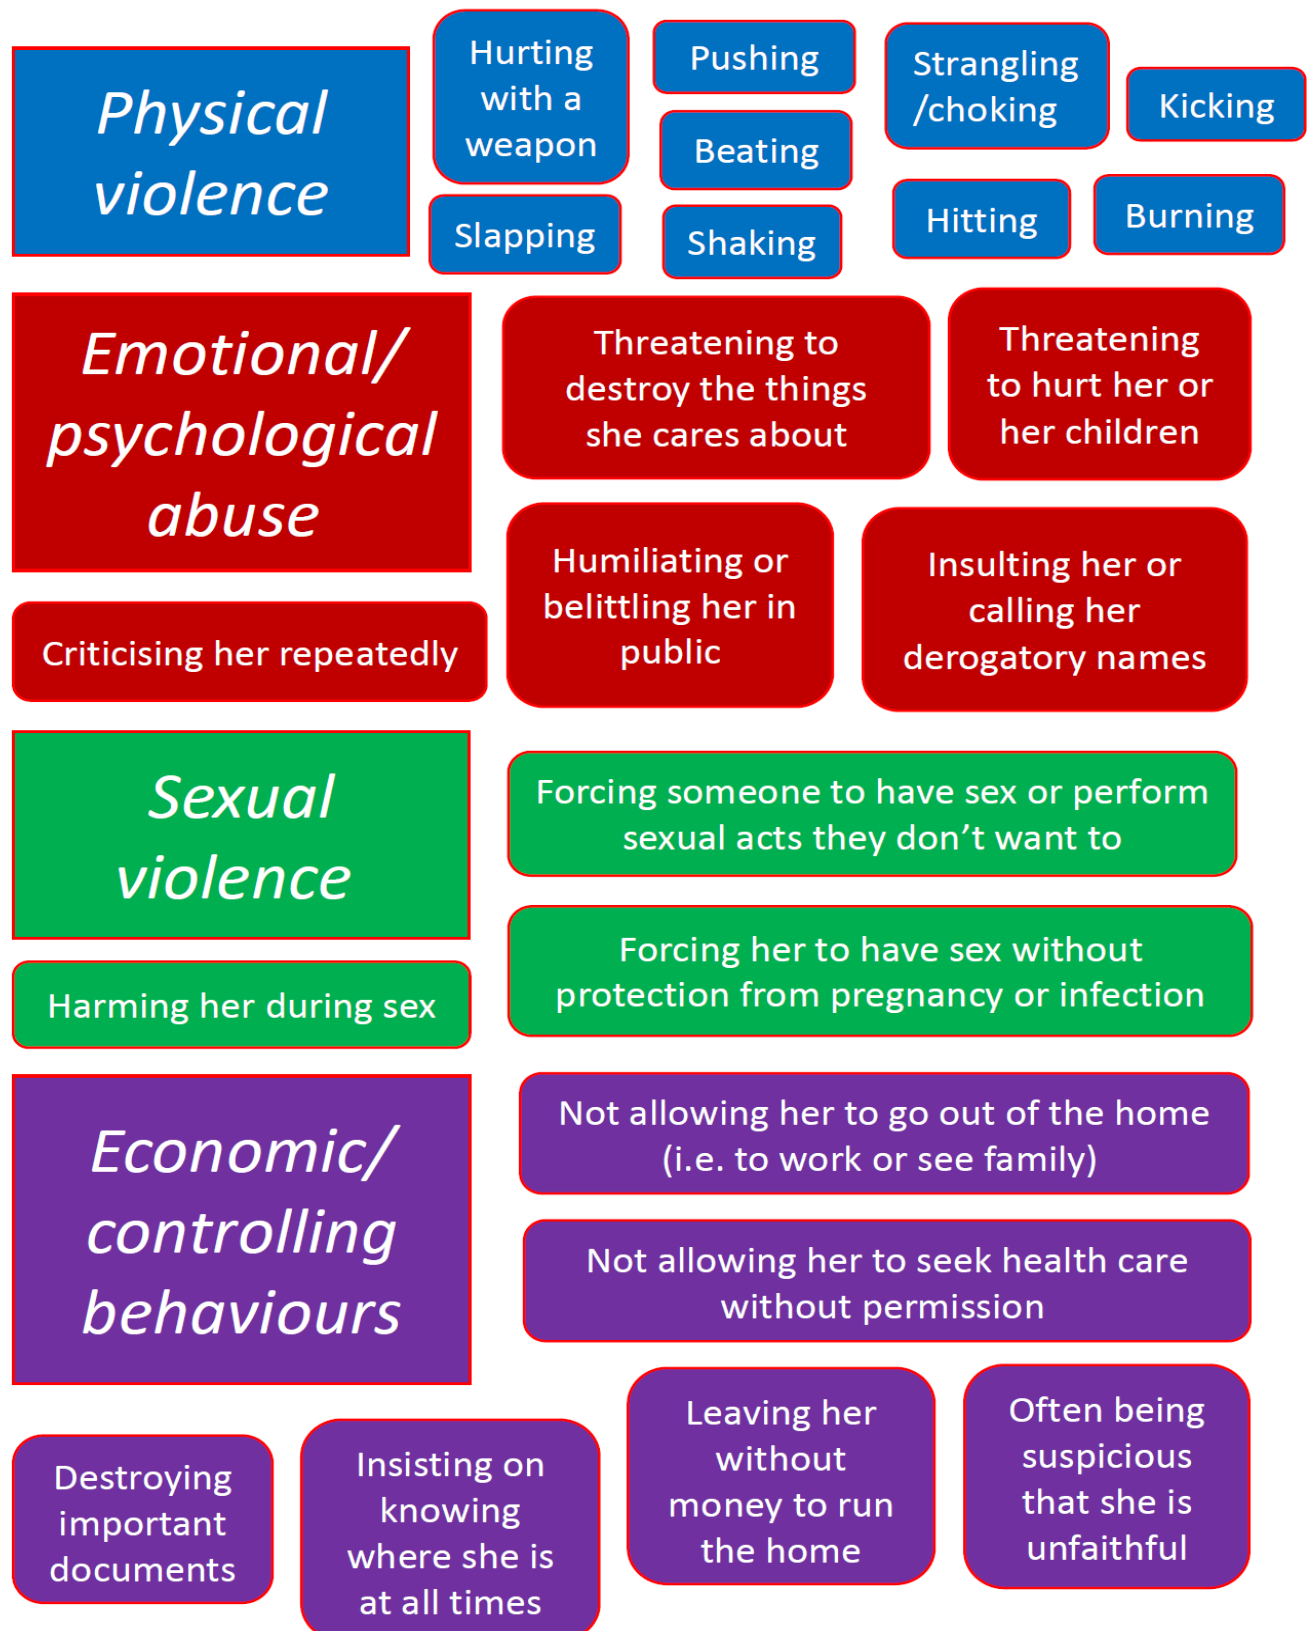 Physical
violence
Hurting
with a
weapon
Pushing
Strangling
/choking
Kicking
Beating
Slapping
Shaking
Hitting
Burning
Emotional/
psychological
abuse
Threatening to
destroy the things
she cares about
Threatening
to hurt her or
her children
Humiliating or
belittling her in
public
Insulting her or
calling her
derogatory names
Criticising her repeatedly
Sexual
violence
Forcing someone to have sex or perform
sexual acts they don’t want to
Forcing her to have sex without
protection from pregnancy or infection
Harming her during sex
Economic/
controlling
behaviours
Not allowing her to go out of the home
(i.e. to work or see family)
Not allowing her to seek health care
without permission
Destroying
important
documents
Insisting on
knowing
where she is
at all times
Leaving her
without
money to run
the home
Often being
suspicious
that she is
unfaithful